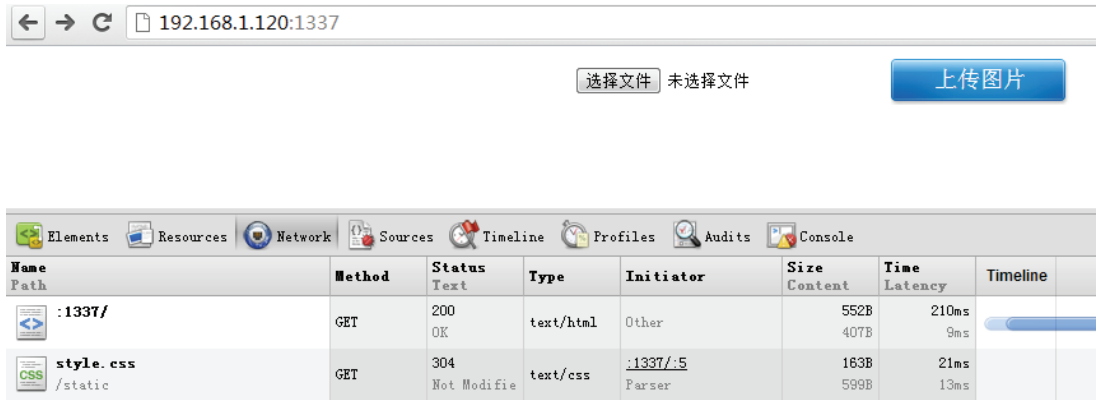 192.168.1.120:1337
选择文件 未选择文件 上传图片
Elements Resources Network Sources Timeline Profiles Audits Console
Name Method Status Type Initiator Size Time Timeline
Path Text Content Latency
:1337/ GET 200 text/html Other 552B 210ms
OK 407B 9ms
style.css GET 304 text/css :1337/:5 163B 21ms
/static Not Modifie Parser 599B 13ms